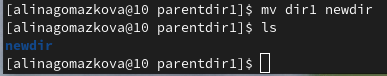 [alinagomazkova@10 parentdir1]$ mv dir1 newdir
[alinagomazkova@10 parentdir1]$ ls
newdir
[alinagomazkova@10 parentdir1]$